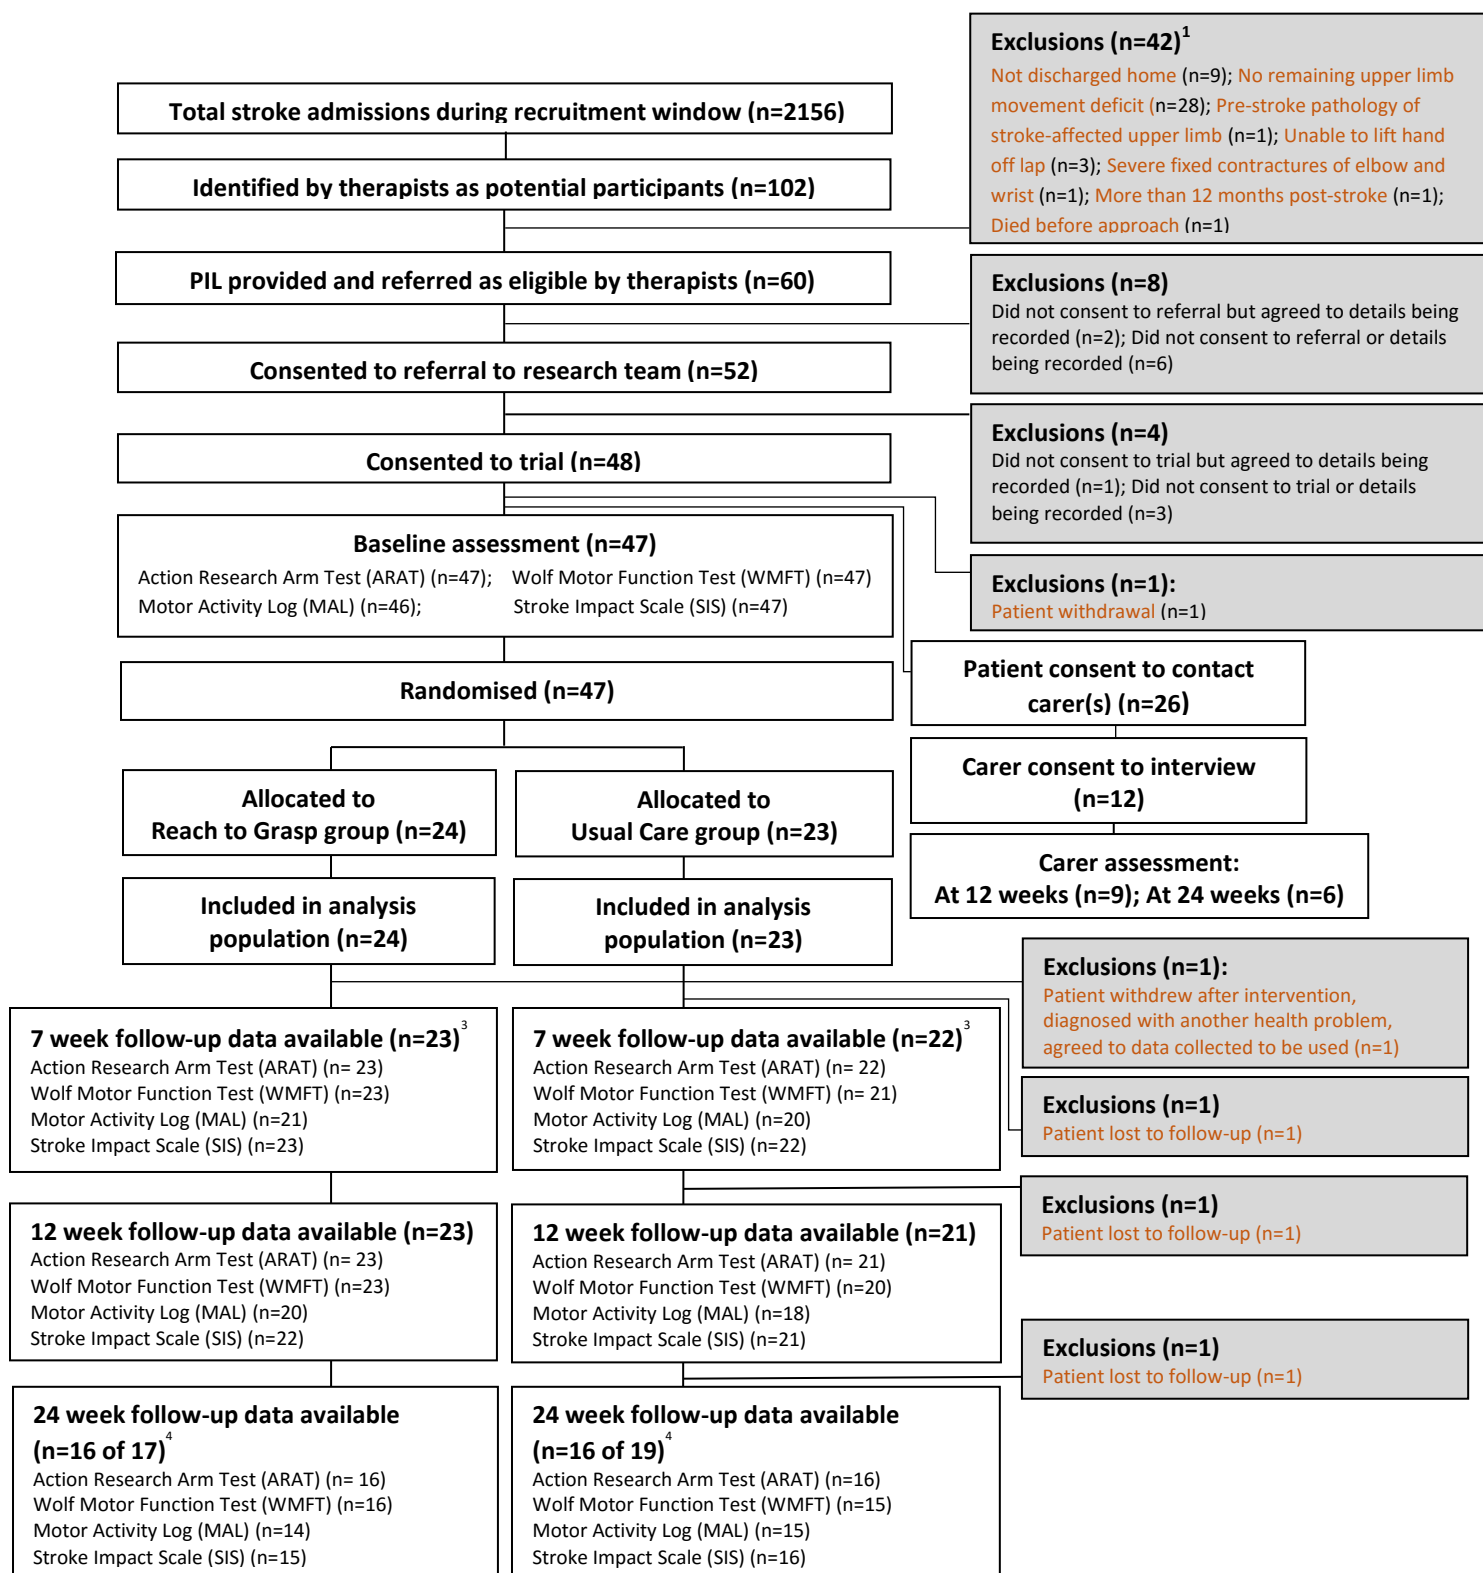 Exclusions (n=42)1
Not discharged home (n=9); No remaining upper limb
movement deficit (n=28); Pre-stroke pathology of
stroke-affected upper limb (n=1); Unable to lift hand
off lap (n=3); Severe fixed contractures of elbow and
wrist (n=1); More than 12 months post-stroke (n=1);
Died before approach (n=1)
Total stroke admissions during recruitment window (n=2156)
Identified by therapists as potential participants (n=102)
PIL provided and referred as eligible by therapists (n=60)
Exclusions (n=8)
Did not consent to referral but agreed to details being
recorded (n=2); Did not consent to referral or details
being recorded (n=6)
Consented to referral to research team (n=52)
Exclusions (n=4)
Did not consent to trial but agreed to details being
recorded (n=1); Did not consent to trial or details
being recorded (n=3)
Consented to trial (n=48)
Baseline assessment (n=47)
Action Research Arm Test (ARAT) (n=47); Wolf Motor Function Test (WMFT) (n=47)
Motor Activity Log (MAL) (n=46); Stroke Impact Scale (SIS) (n=47)
Exclusions (n=1):
Patient withdrawal (n=1)
Randomised (n=47)
Patient consent to contact
carer(s) (n=26)
Carer consent to interview
(n=12)
Carer assessment:
At 12 weeks (n=9); At 24 weeks (n=6)
Allocated to
Reach to Grasp group (n=24)
Allocated to
Usual Care group (n=23)
Included in analysis
population (n=24)
Included in analysis
population (n=23)
Exclusions (n=1):
Patient withdrew after intervention,
diagnosed with another health problem,
agreed to data collected to be used (n=1)
Exclusions (n=1)
Patient lost to follow-up (n=1)
7 week follow-up data available (n=23)3
Action Research Arm Test (ARAT) (n= 23)
Wolf Motor Function Test (WMFT) (n=23)
Motor Activity Log (MAL) (n=21)
Stroke Impact Scale (SIS) (n=23)
7 week follow-up data available (n=22)3
Action Research Arm Test (ARAT) (n= 22)
Wolf Motor Function Test (WMFT) (n= 21)
Motor Activity Log (MAL) (n=20)
Stroke Impact Scale (SIS) (n=22)
Exclusions (n=1)
Patient lost to follow-up (n=1)
12 week follow-up data available (n=23)
Action Research Arm Test (ARAT) (n= 23)
Wolf Motor Function Test (WMFT) (n=23)
Motor Activity Log (MAL) (n=20)
Stroke Impact Scale (SIS) (n=22)
12 week follow-up data available (n=21)
Action Research Arm Test (ARAT) (n= 21)
Wolf Motor Function Test (WMFT) (n=20)
Motor Activity Log (MAL) (n=18)
Stroke Impact Scale (SIS) (n=21)
Exclusions (n=1)
Patient lost to follow-up (n=1)
24 week follow-up data available
(n=16 of 17)4
Action Research Arm Test (ARAT) (n= 16)
Wolf Motor Function Test (WMFT) (n=16)
Motor Activity Log (MAL) (n=14)
Stroke Impact Scale (SIS) (n=15)
24 week follow-up data available
(n=16 of 19)4
Action Research Arm Test (ARAT) (n=16)
Wolf Motor Function Test (WMFT) (n=15)
Motor Activity Log (MAL) (n=15)
Stroke Impact Scale (SIS) (n=16)